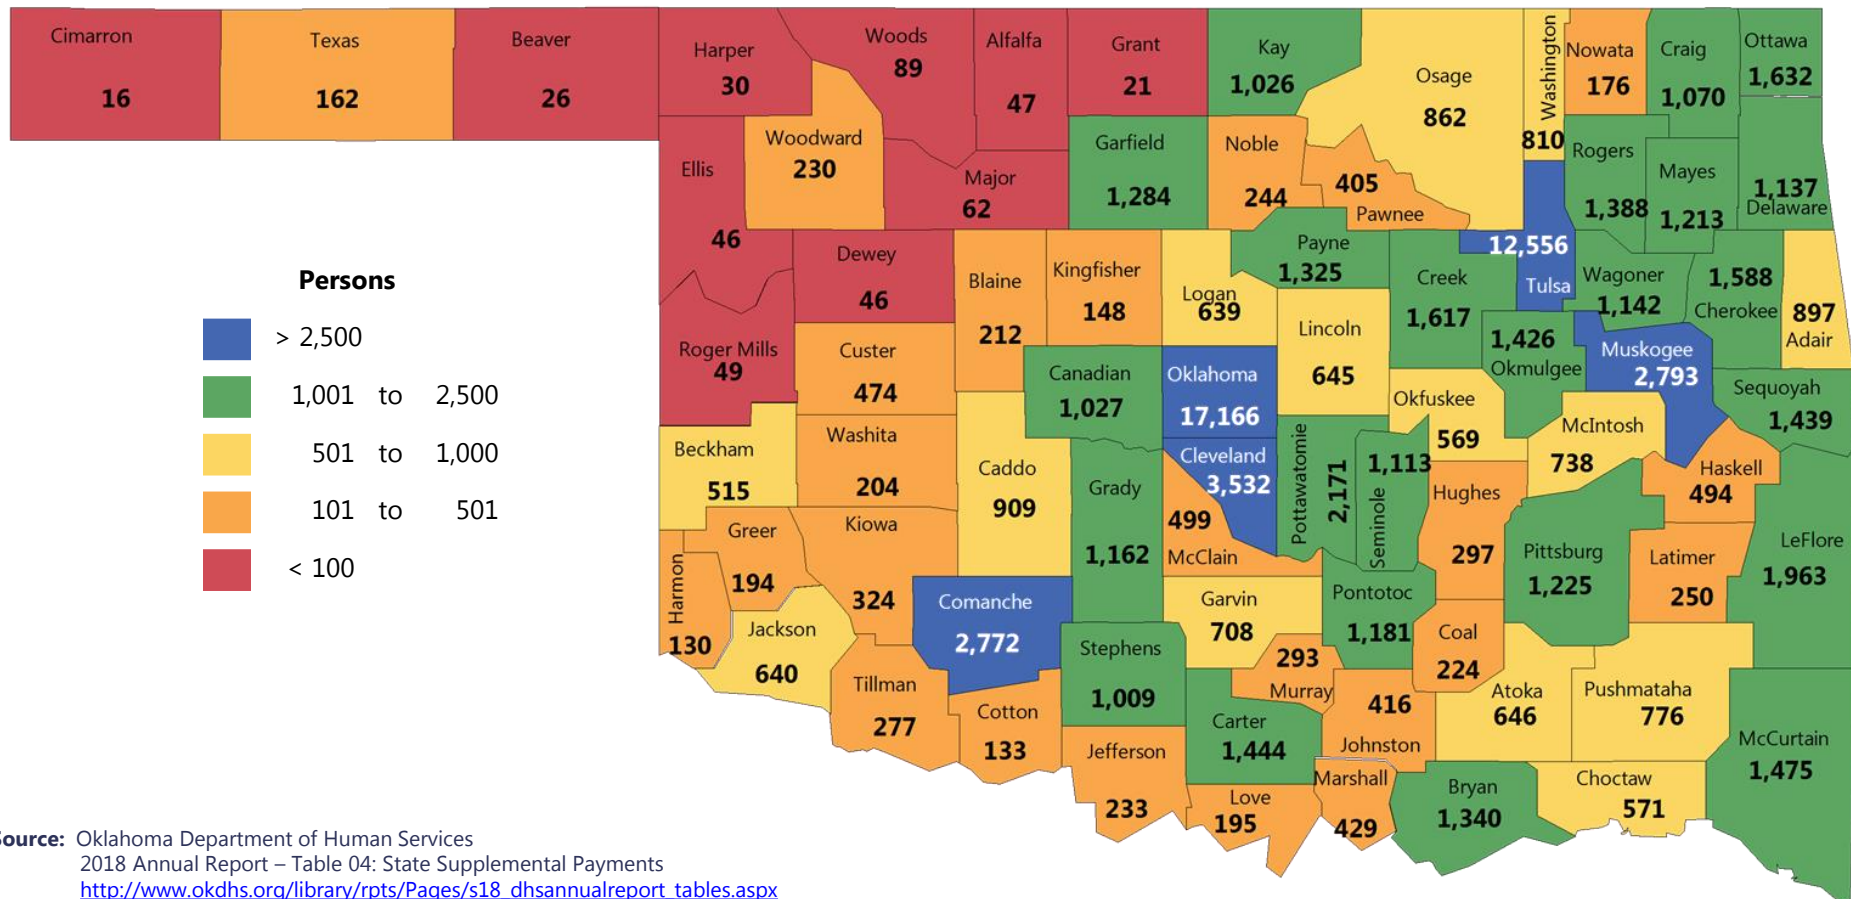 Cimarron
16
Texas
162
Beaver
26
Harper
30
Woods
89
Alfalfa
47
Grant
21
Kay
1,026
Osage
862
Washington
810
Nowata
176
Craig
1,070
Ottawa
1,632
Ellis
46
Woodward
230
Major
62
Garfield
1,284
Noble
244
405
Pawnee
Rogers
1,388
Mayes
1,213
1,137
Delaware
Persons
> 2,500
1,001 to 2,500
501 to 1,000
101 to 501
< 100
Roger Mills
49
Dewey
46
Blaine
212
Kingfisher
148
Logan
639
Payne
1,325
Creek
1,617
12,556
Tulsa
Wagoner
1,142
1,588
Cherokee
897
Adair
Custer
474
Canadian
1,027
Oklahoma
17,166
Lincoln
645
Okfuskee
569
1,426
Okmulgee
Muskogee
2,793
Sequoyah
1,439
Beckham
515
Washita
204
Caddo
909
Grady
1,162
Cleveland
3,532
499
McClain
Pottawatomie
2,171
Seminole
1,113
Hughes
297
McIntosh
738
Haskell
494
Harmon
130
Greer
194
Kiowa
324
Jackson
640
Comanche
2,772
Garvin
708
Pontotoc
1,181
Pittsburg
1,225
Latimer
250
LeFlore
1,963
Tillman
277
Cotton
133
Stephens
1,009
293
Murray
Coal
224
416
Johnston
Atoka
646
Pushmataha
776
McCurtain
1,475
Jefferson
233
Carter
1,444
Love
195
Marshall
429
Bryan
1,340
Choctaw
571
Source: Oklahoma Department of Human Services
2018 Annual Report – Table 04: State Supplemental Payments
http://www.okdhs.org/library/rpts/Pages/s18_dhsannualreport_tables.aspx